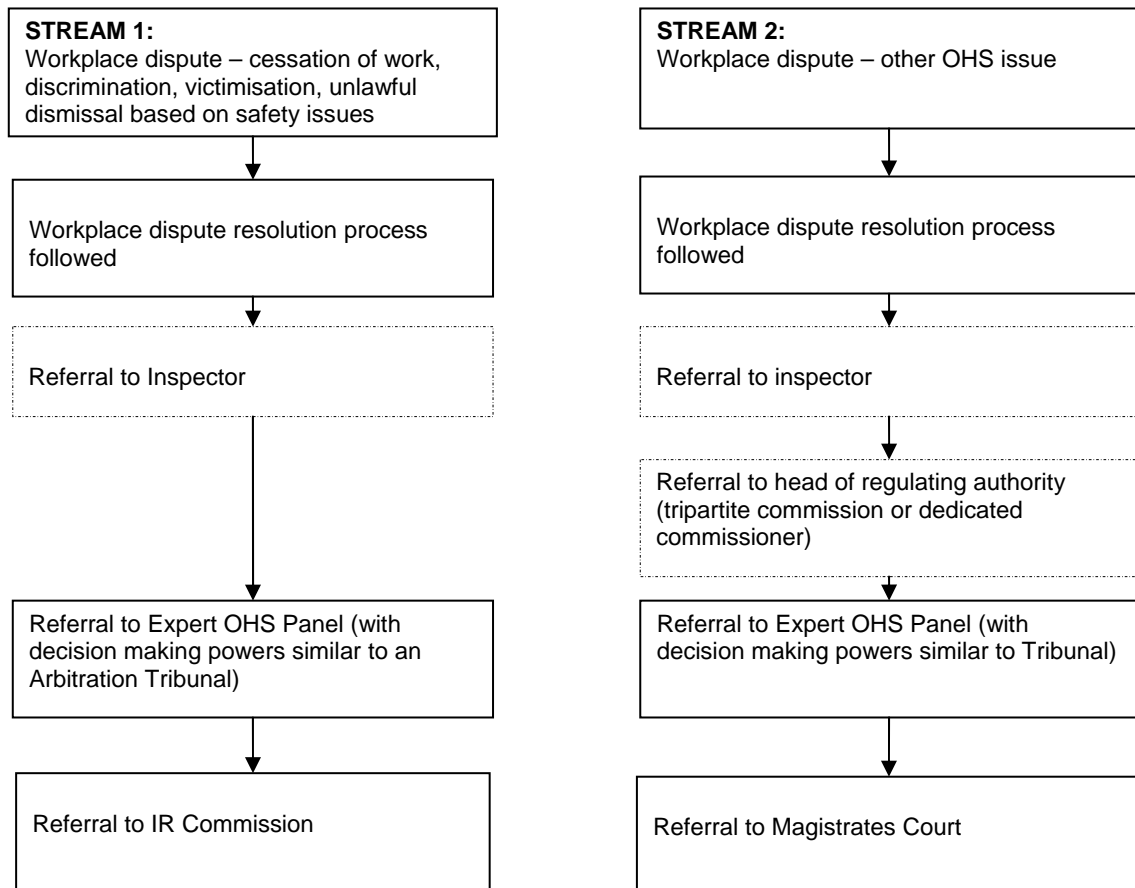 STREAM 1:
Workplace dispute – cessation of work,
discrimination, victimisation, unlawful
dismissal based on safety issues
Workplace dispute resolution process
followed
Referral to Inspector
Referral to Expert OHS Panel (with
decision making powers similar to an
Arbitration Tribunal)
Referral to IR Commission
STREAM 2:
Workplace dispute – other OHS issue
Workplace dispute resolution process
followed
Referral to inspector
Referral to head of regulating authority
(tripartite commission or dedicated
commissioner)
Referral to Expert OHS Panel (with
decision making powers similar to Tribunal)
Referral to Magistrates Court